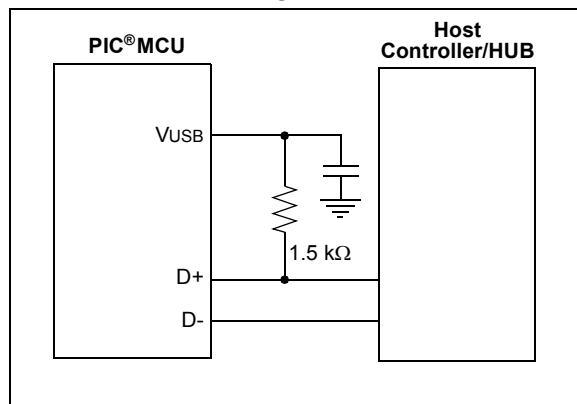 PIC®MCU
Host
Controller/HUB
VUSB
1.5 kΩ
D+
D-